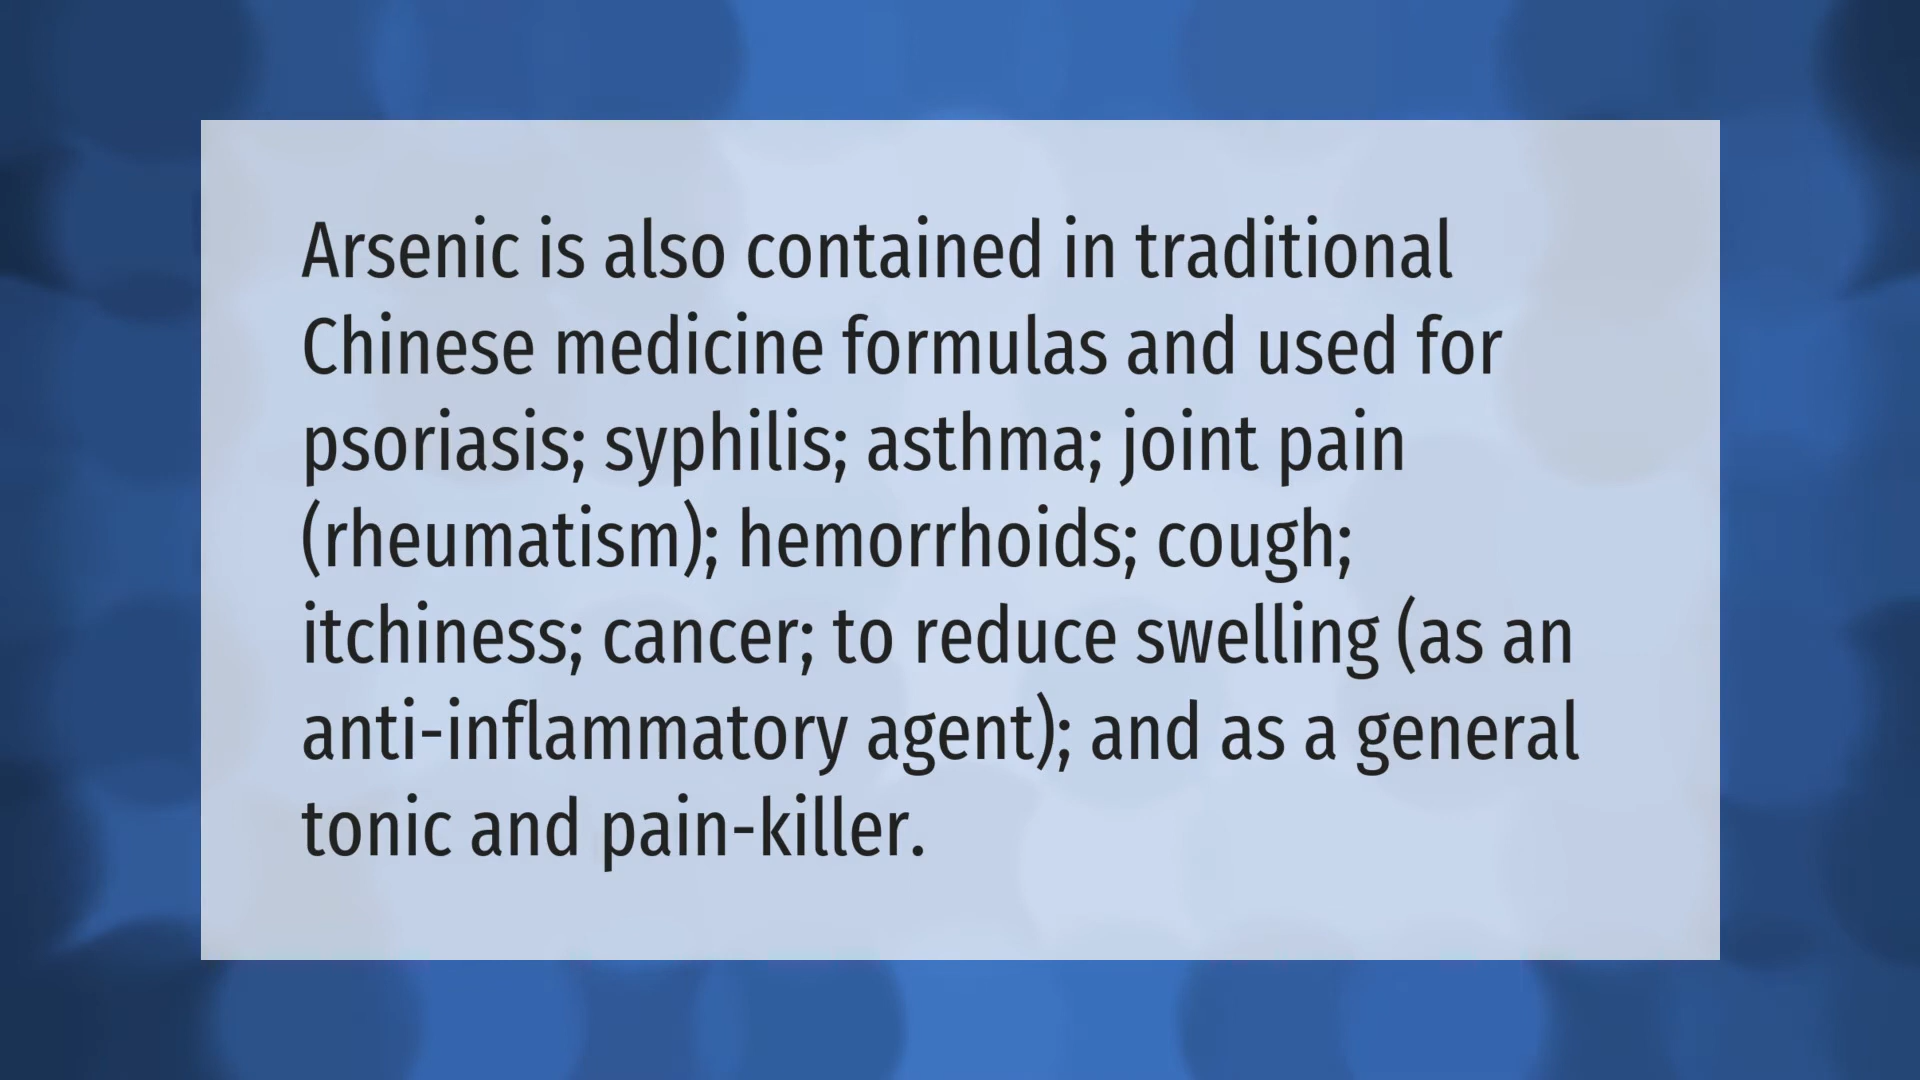 Arsenic is also contained in traditional
Chinese medicine formulas and used for
psoriasis; syphilis; asthma; joint pain
(rheumatism); hemorrhoids; cough;
itchiness; cancer; to reduce swelling (as an
anti-inflammatory agent); and as a general
tonic and pain-killer.